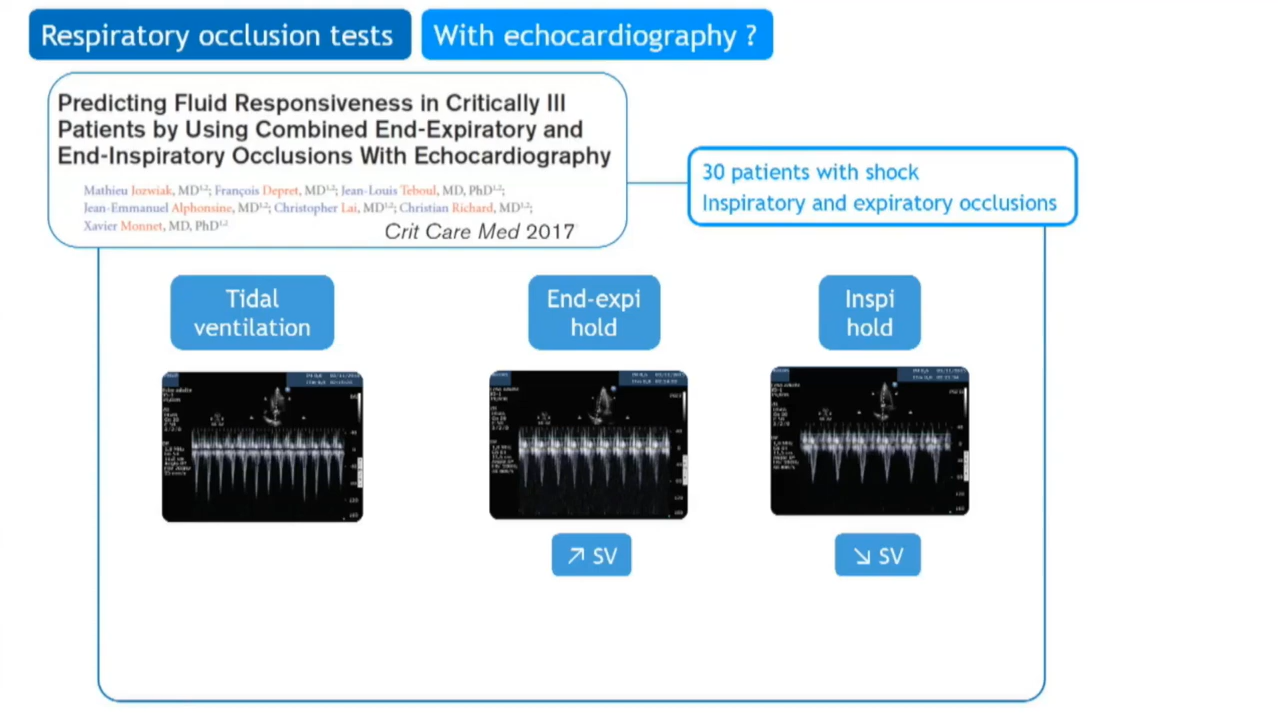 Respiratory occlusion tests
With echocardiography ?
Predicting Fluid Responsiveness in Critically Ill
Patients by Using Combined End-Expiratory and
End-Inspiratory Occlusions With Echocardiography
Mathieu Jozwiak, MD1,2; François Depret, MD1,2; Jean-Louis Teboul, MD, PhD1,2;
Jean-Emmanuel Alphonsine, MD1,2; Christopher Lai, MD1,2; Christian Richard, MD1,2;
Xavier Monnet, MD, PhD1,2
Crit Care Med 2017
30 patients with shock
Inspiratory and expiratory occlusions
Tidal
ventilation
End-expi
hold
Inspi
hold
↗ SV
↘ SV